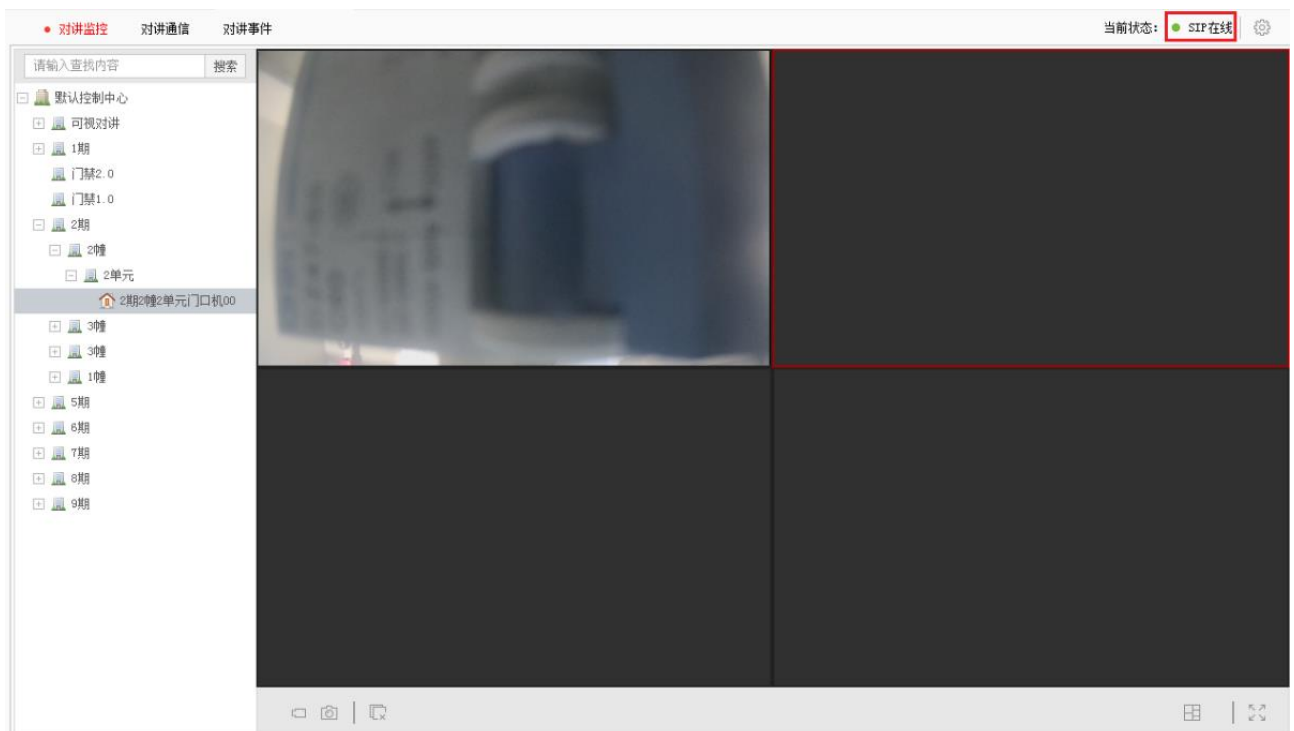 对讲监控 对讲通信 对讲事件 当前状态: SIP在线
请输入查找内容 搜索
默认控制中心
可视对讲
1期
门禁2.0
门禁1.0
2期
2幢
2单元
2期2幢2单元门口机00
3幢
3幢
1幢
5期
6期
7期
8期
9期